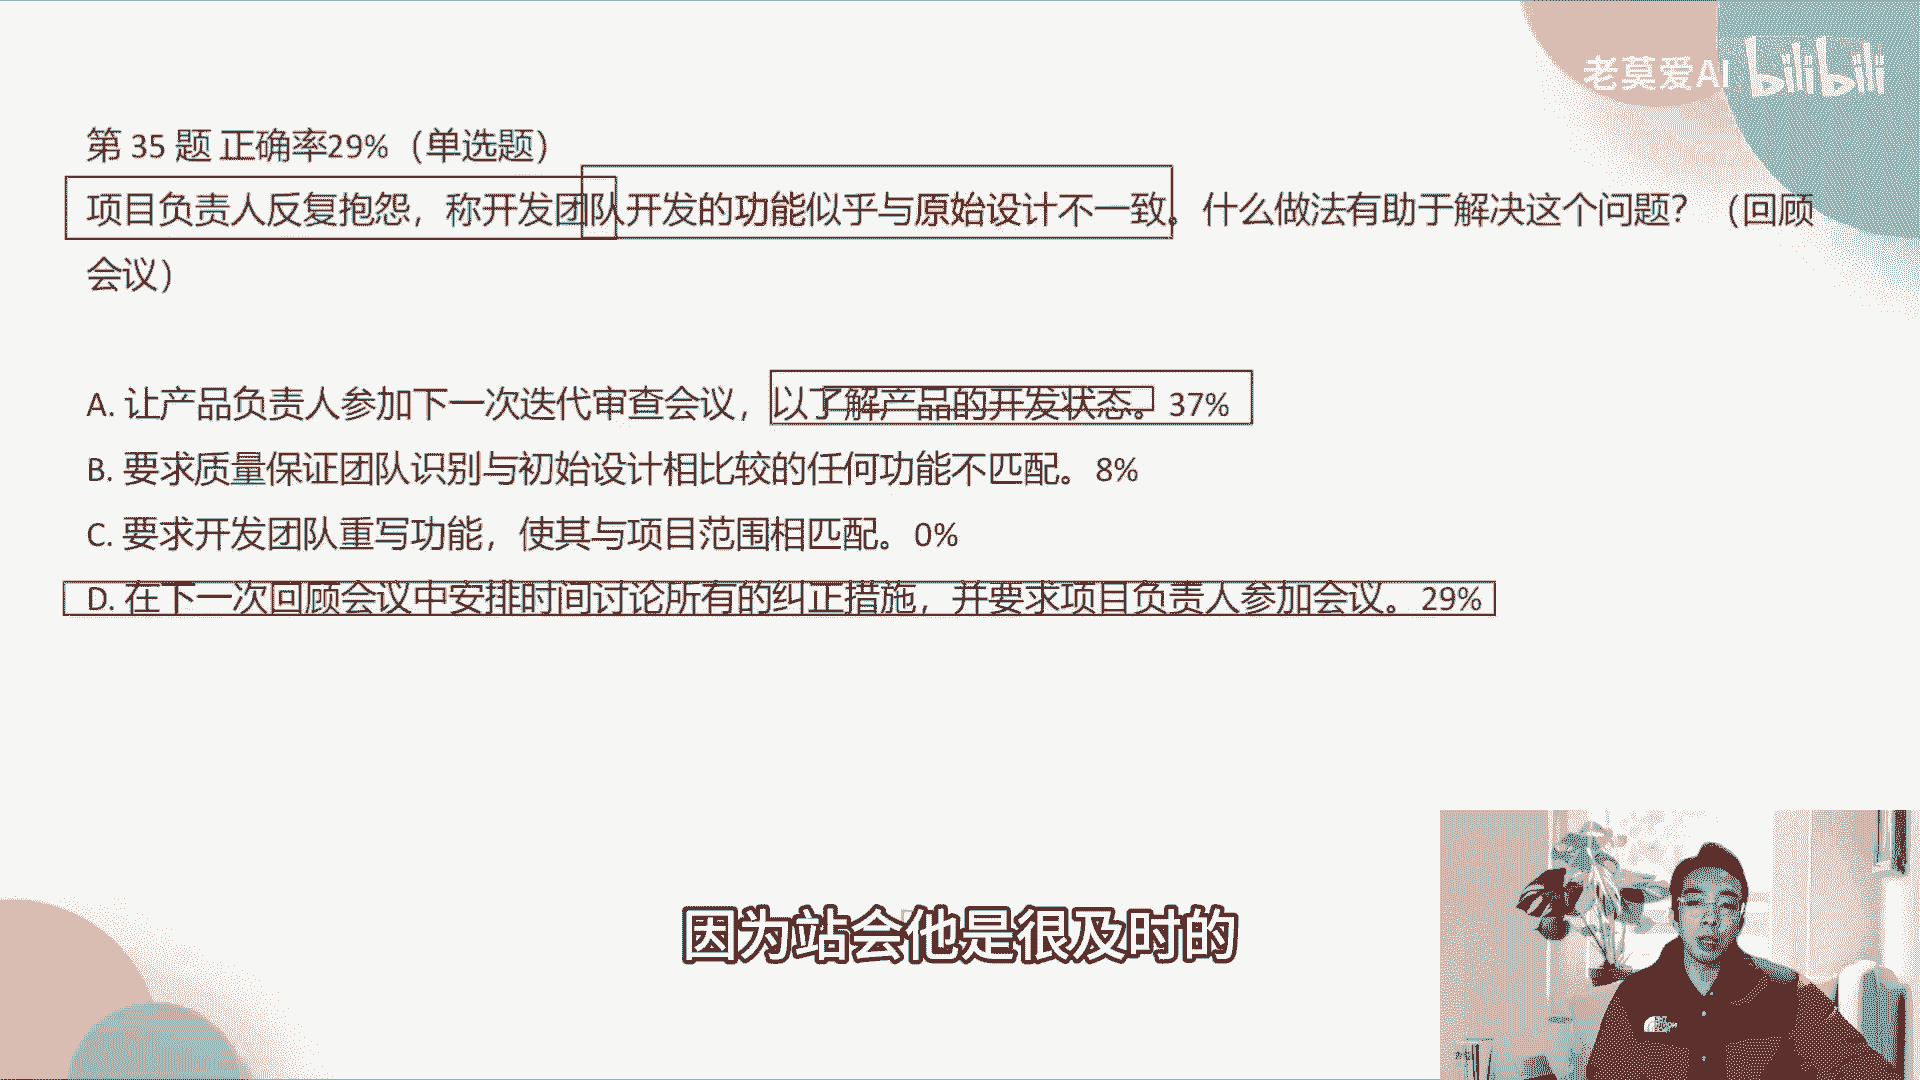 老莫爱AI bilibili
第 35 题 正确率29%（单选题）
项目负责人反复抱怨，称开发团队开发的功能似乎与原始设计不一致。什么做法有助于解决这个问题？（回顾
会议）
A. 让产品负责人参加下一次迭代审查会议，以了解产品的开发状态。37%
B. 要求质量保证团队识别与初始设计相比较的任何功能不匹配。8%
C. 要求开发团队重写功能，使其与项目范围相匹配。0%
D. 在下一次回顾会议中安排时间讨论所有的纠正措施，并要求项目负责人参加会议。29%
因为站会他是很及时的